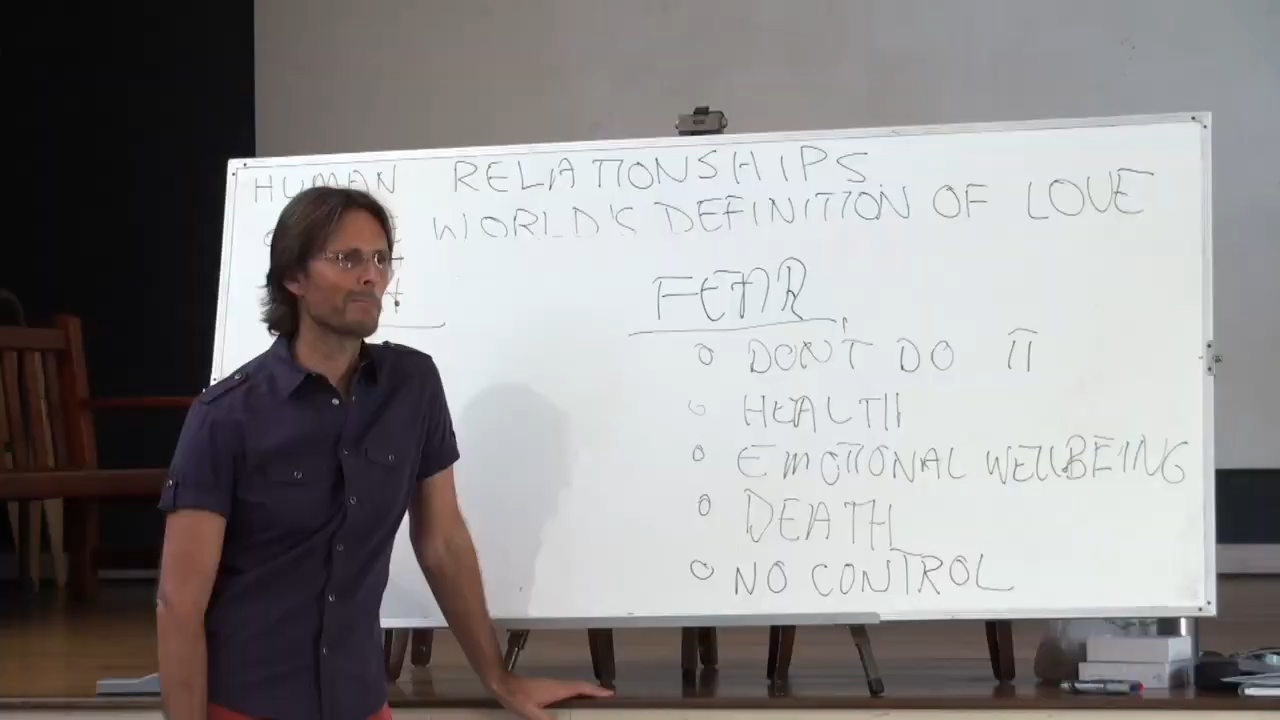 HUMAN RELATIONSHIPS
WORLD'S DEFINITION OF LOVE
FEAR
DON'T DO IT
HEALTH
EMOTIONAL WELLBEING
DEATH
NO CONTROL